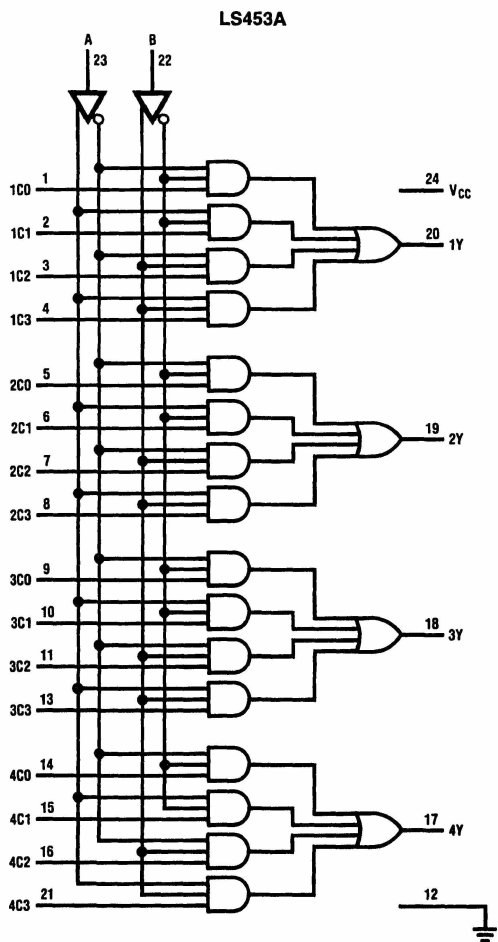 LS453A
A B
23 22
1C0 1
24 VCC
1C1 2
20 1Y
1C2 3
1C3 4
2C0 5
2C1 6
19 2Y
2C2 7
2C3 8
3C0 9
3C1 10
18 3Y
3C2 11
3C3 13
4C0 14
4C1 15
17 4Y
4C2 16
4C3 21
12